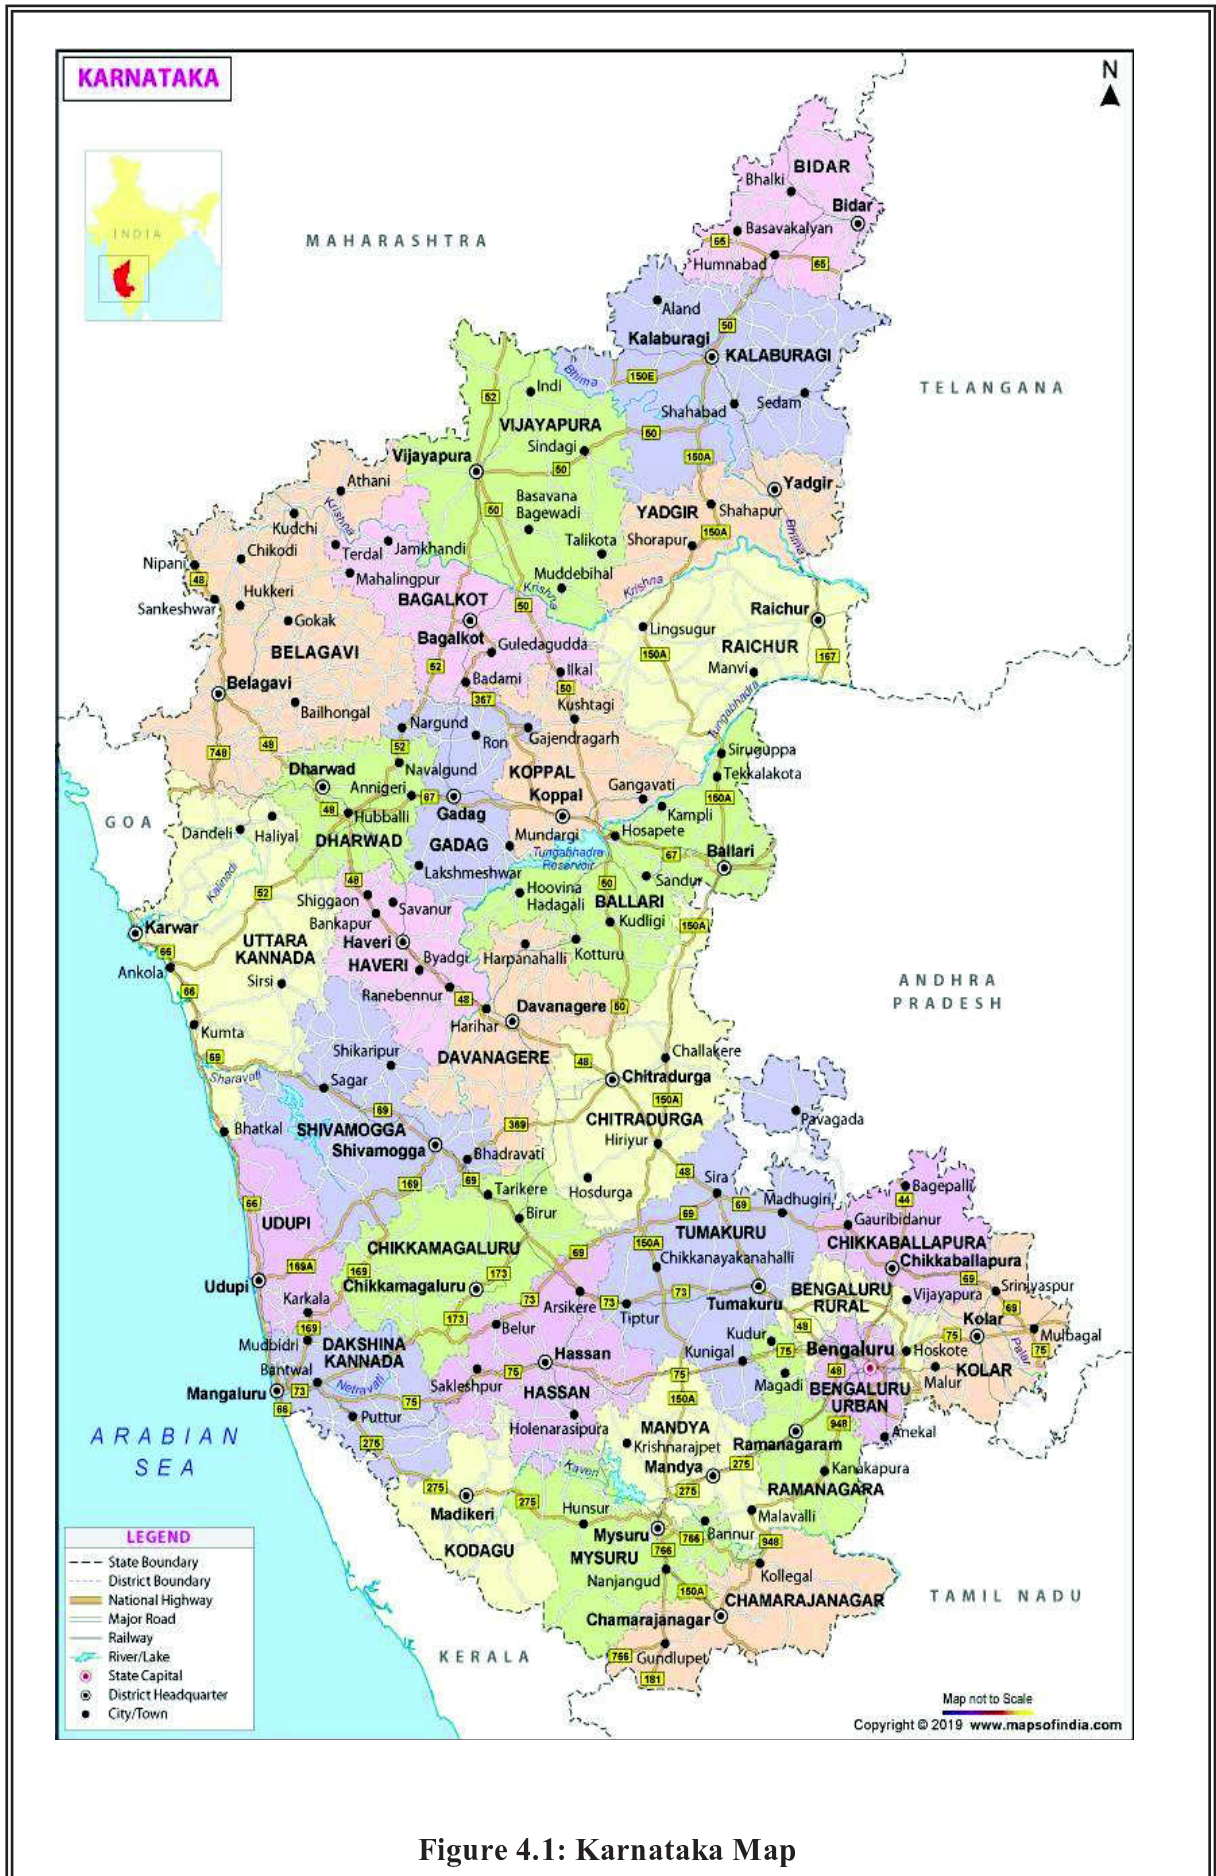 KARNATAKA
N
INDIA
MAHARASHTRA
BIDAR
Bhalki
Bidar
Basavakalyan
65
Humnabad
65
Aland
50
Kalaburagi
KALABURAGI
TELANGANA
Bhima
150E
Indi
52
Shahabad
Sedam
VIJAYAPURA
50
Sindagi
Vijayapura
50
150A
Athani
Yadgir
Basavana
Bagewadi
50
YADGIR
Shahapur
Krishna
Kudchi
150A
Bhima
Terdal
Jamkhandi
Talikota
Shorapur
Chikodi
Nipani
48
Mahalingpur
Muddebihal
Hukkeri
Krishna
Krishna
Sankeshwar
BAGALKOT
50
Raichur
Gokak
Bagalkot
Lingsugur
Guledagudda
RAICHUR
BELAGAVI
150A
167
52
Ilkal
Manvi
Belagavi
Badami
50
367
Kushtagi
Tungabhadra
Bailhongal
Nargund
Ron
Gajendragarh
748
48
52
Siruguppa
Dharwad
Navalgund
KOPPAL
Tekkalakota
Annigeri
67
Koppal
Gangavati
150A
GOA
48
Hubballi
Gadag
Kampli
Dandeli
Haliyal
DHARWAD
GADAG
Mundargi
Hosapete
Tungabhadra
Reservoir
67
Ballari
Lakshmeshwar
Kalinadi
52
48
Hoovina
Hadagali
50
Sandur
BALLARI
Shiggaon
Savanur
Bankapur
Kudligi
150A
Karwar
Haveri
UTTARA
KANNADA
66
HAVERI
Byadgi
Harpanahalli
Kotturu
Ankola
Sirsi
ANDHRA
PRADESH
66
Ranebennur
48
Davanagere
50
Harihar
Kumta
Shikaripur
DAVANAGERE
48
Challakere
69
Sharavati
Sagar
Chitradurga
69
150A
Pavagada
Bhatkal
SHIVAMOGGA
369
CHITRADURGA
Shivamogga
Hiriyur
Bhadravati
48
Sira
169
69
Tarikere
Hosdurga
Bagepalli
66
Madhugiri
44
UDUPI
Birur
69
69
Gauribidanur
CHIKKAMAGALURU
TUMAKURU
CHIKKABALLAPURA
69
150A
169A
169
173
Chikkanayakanahalli
Chikkaballapura
Udupi
Chikkamagaluru
69
BENGALURU
RURAL
Srinivaspur
Karkala
73
Arsikere
73
73
Vijayapura
69
Tiptur
Tumakuru
Kolar
173
169
Belur
48
Mudbidri
DAKSHINA
KANNADA
Kudur
75
Mulbagal
Hassan
Kunigal
75
Bengaluru
Hoskote
75
Palar
Bantwal
Sakleshpur
75
75
48
KOLAR
Mangaluru
73
Netravati
75
HASSAN
Magadi
BENGALURU
URBAN
Malur
66
150A
Puttur
Holenarasipura
MANDYA
948
Anekal
275
Krishnarajpet
Ramanagaram
ARABIAN
SEA
Kaveri
Mandya
275
Kanakapura
275
275
275
RAMANAGARA
Madikeri
Hunsur
Malavalli
Mysuru
766
Bannur
948
KODAGU
MYSURU
766
Kollegal
Nanjangud
150A
TAMIL NADU
CHAMARAJANAGAR
Chamarajanagar
KERALA
766
Gundlupet
181
LEGEND
State Boundary
District Boundary
National Highway
Major Road
Railway
River/Lake
State Capital
District Headquarter
City/Town
Map not to Scale
Copyright © 2019 www.mapsofindia.com
Figure 4.1: Karnataka Map